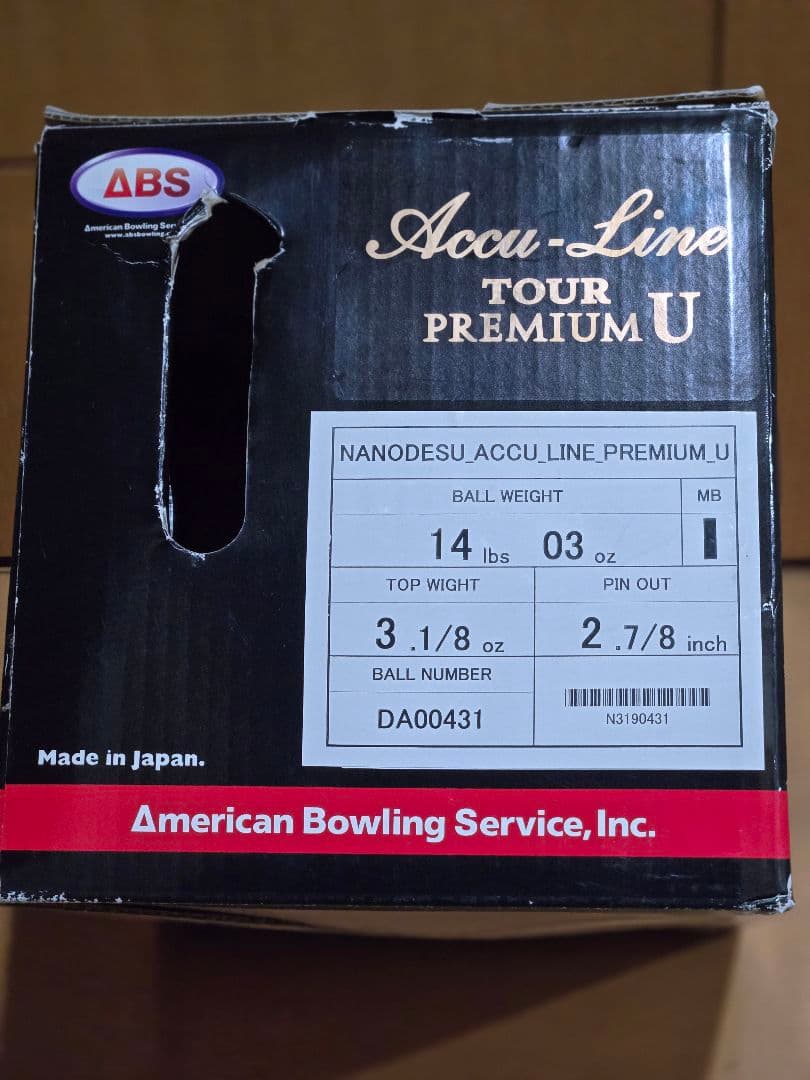 ABS
American Bowling
Accu-Line
TOUR
PREMIUM U
NANODESU_ACCU_LINE_PREMIUM_U
BALL WEIGHT
MB
14 lbs 03 oz
TOP WIGHT
PIN OUT
3 .1/8 oz
2 .7/8 inch
BALL NUMBER
DA00431
N3190431
Made in Japan.
American Bowling Service, Inc.